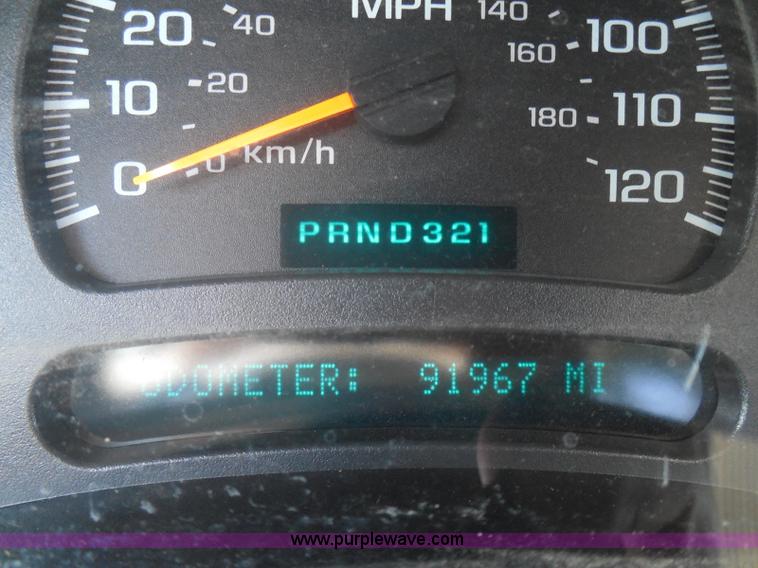 MPH 140
20 40 160 100
10 20 180 110
0 0 km/h 120
PRND321
ODOMETER: 91967 MI
www.purplewave.com